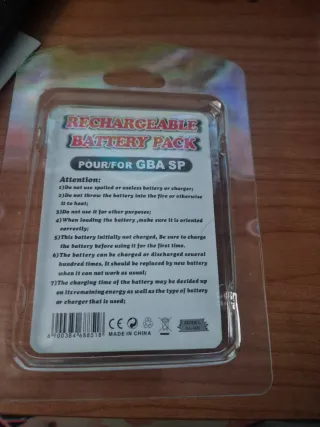 RECHARGEABLE
BATTERY PACK
POUR/FOR GBA SP
Attention:
1)Do not use spoiled or useless battery or charger;
2)Do not throw the battery into the fire or otherwise
it to heat;
3)Do not use it for other purposes;
4)When loading the battery ,make sure it is oriented
correctly;
5)This battery initially not charged, Be sure to charge
the battery before using it for the first time.
6)The battery can be charged or discharged several
hundred times, It should be replaced by new battery
when it can not work as usual;
7)The charging time of the battery may be decided up
on its remaining energy as well as the type of battery
or charger that is used;
CE
MADE IN CHINA